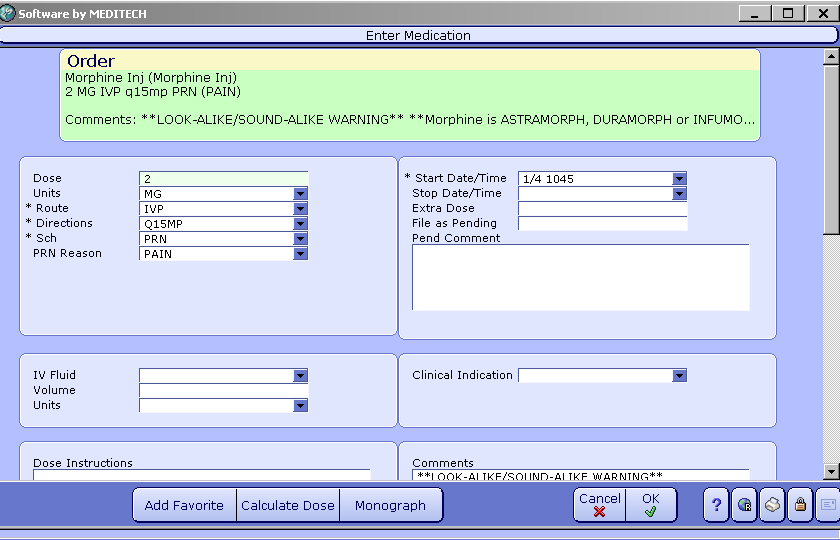 Software by MEDITECH
Enter Medication
Order
Morphine Inj (Morphine Inj)
2 MG IVP q15mp PRN (PAIN)
Comments: **LOOK-ALIKE/SOUND-ALIKE WARNING** **Morphine is ASTRAMORPH, DURAMORPH or INFUMO...
Dose 2
Units MG
* Route IVP
* Directions Q15MP
* Sch PRN
PRN Reason PAIN
* Start Date/Time 1/4 1045
Stop Date/Time
Extra Dose
File as Pending
Pend Comment
IV Fluid
Volume
Units
Clinical Indication
Dose Instructions
Comments
**LOOK-ALIKE/SOUND-ALIKE WARNING**
Add Favorite Calculate Dose Monograph
Cancel OK
? R